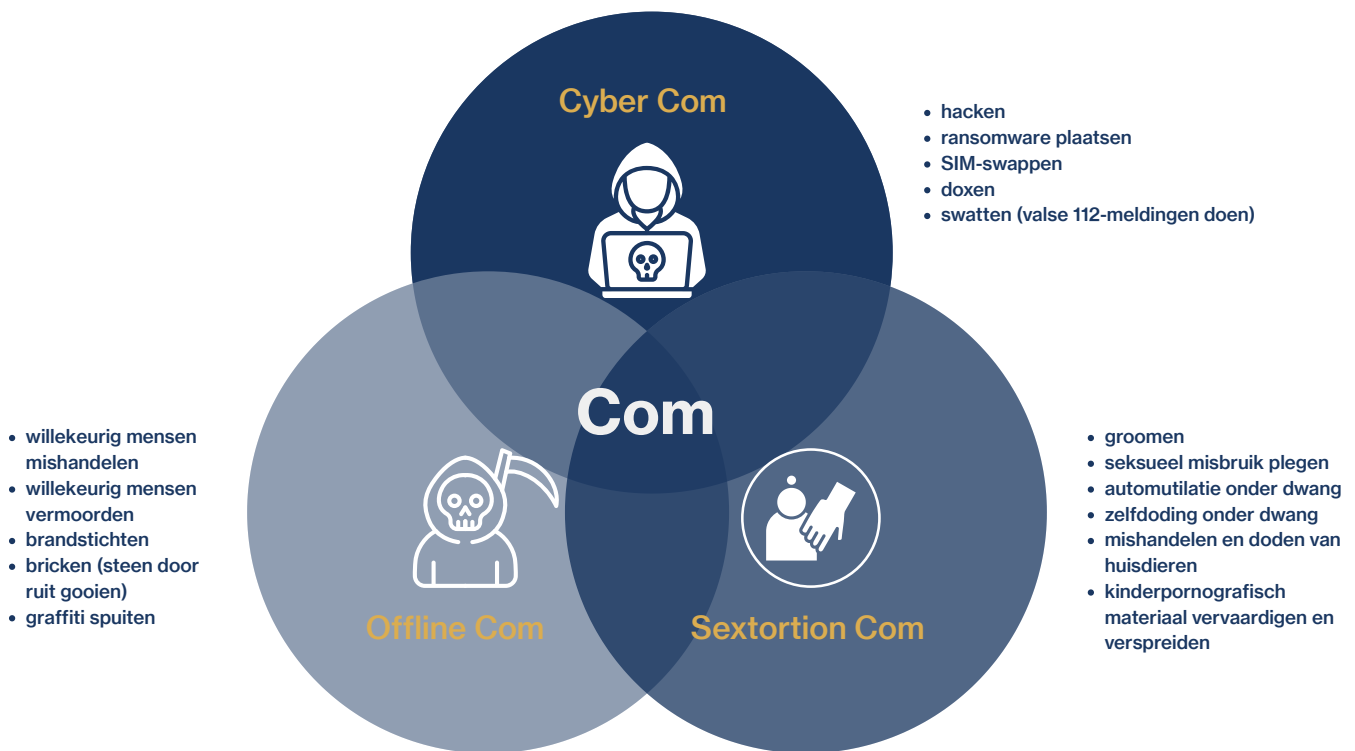 Cyber Com
• hacken
• ransomware plaatsen
• SIM-swappen
• doxen
• swatten (valse 112-meldingen doen)
Com
• willekeurig mensen
mishandelen
• willekeurig mensen
vermoorden
• brandstichten
• bricken (steen door
ruit gooien)
• graffiti spuiten
Offline Com
Sextortion Com
• groomen
• seksueel misbruik plegen
• automutilatie onder dwang
• zelfdoding onder dwang
• mishandelen en doden van
huisdieren
• kinderpornografisch
materiaal vervaardigen en
verspreiden